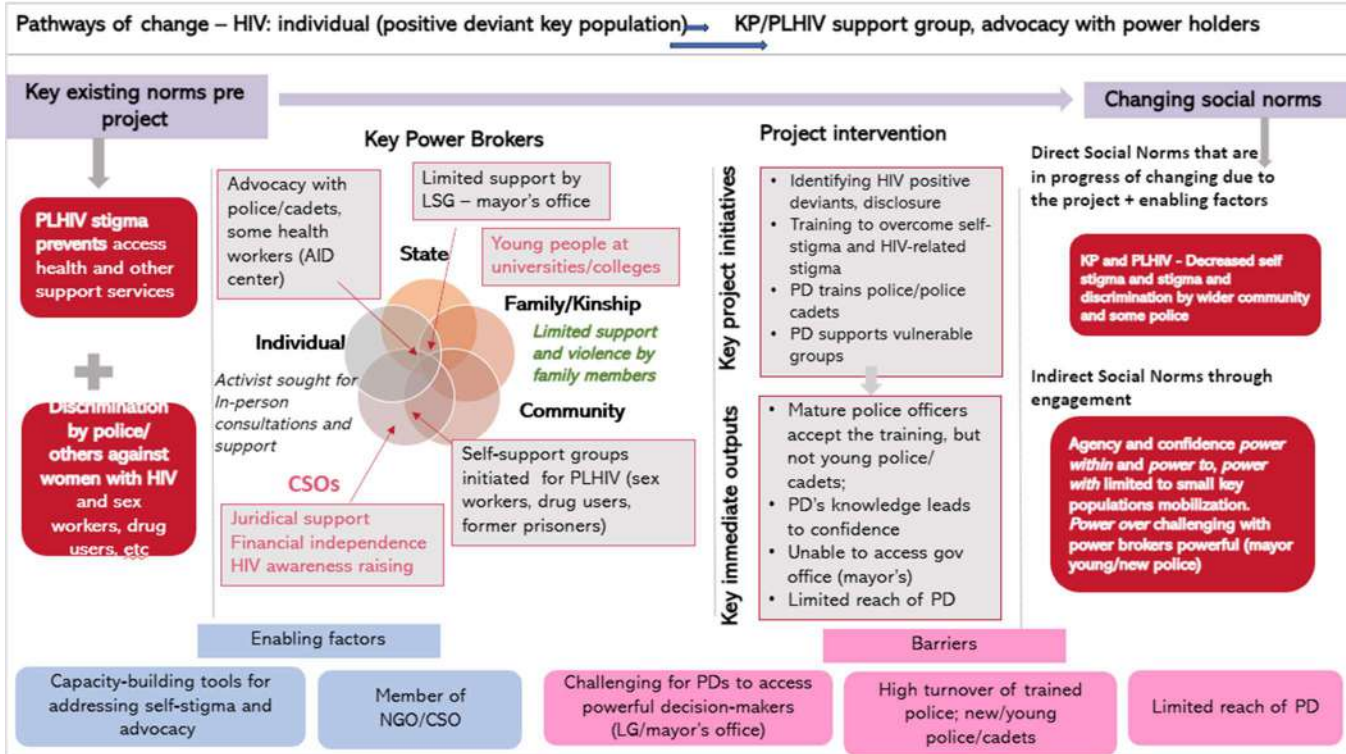 Pathways of change – HIV: individual (positive deviant key population) KP/PLHIV support group, advocacy with power holders
Key existing norms pre
project
Changing social norms
PLHIV stigma
prevents access
health and other
support services
Discrimination
by police/
others against
women with HIV
and sex
workers, drug
users, etc
Key Power Brokers
Advocacy with
police/cadets,
some health
workers (AID
center)
Limited support by
LSG – mayor's office
State
Young people at
universities/colleges
Family/Kinship
Limited support
and violence by
family members
Individual
Activist sought for
In-person
consultations and
support
Community
CSOs
Juridical support
Financial independence
HIV awareness raising
Self-support groups
initiated for PLHIV (sex
workers, drug users,
former prisoners)
Project intervention
Key project initiatives
• Identifying HIV positive
deviants, disclosure
• Training to overcome self-
stigma and HIV-related
stigma
• PD trains police/police
cadets
• PD supports vulnerable
groups
Key immediate outputs
• Mature police officers
accept the training, but
not young police/
cadets;
• PD's knowledge leads to
confidence
• Unable to access gov
office (mayor's)
• Limited reach of PD
Direct Social Norms that are
in progress of changing due to
the project + enabling factors
KP and PLHIV - Decreased self
stigma and stigma and
discrimination by wider community
and some police
Indirect Social Norms through
engagement
Agency and confidence power
within and power to, power
with limited to small key
populations mobilization.
Power over challenging with
power brokers powerful (mayor
young/new police)
Enabling factors
Capacity-building tools for
addressing self-stigma and
advocacy
Member of
NGO/CSO
Barriers
Challenging for PDs to access
powerful decision-makers
(LG/mayor's office)
High turnover of trained
police; new/young
police/cadets
Limited reach of PD